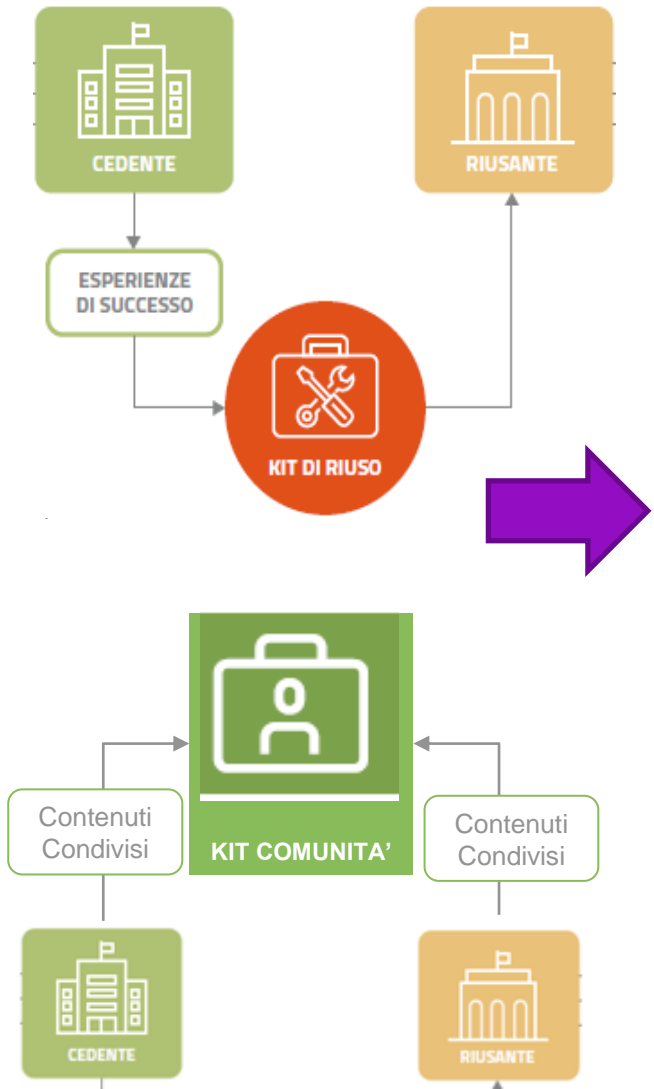 CEDENTE
RIUSANTE
ESPERIENZE
DI SUCCESSO
KIT DI RIUSO
Contenuti
Condivisi
KIT COMUNITA’
Contenuti
Condivisi
CEDENTE
RIUSANTE